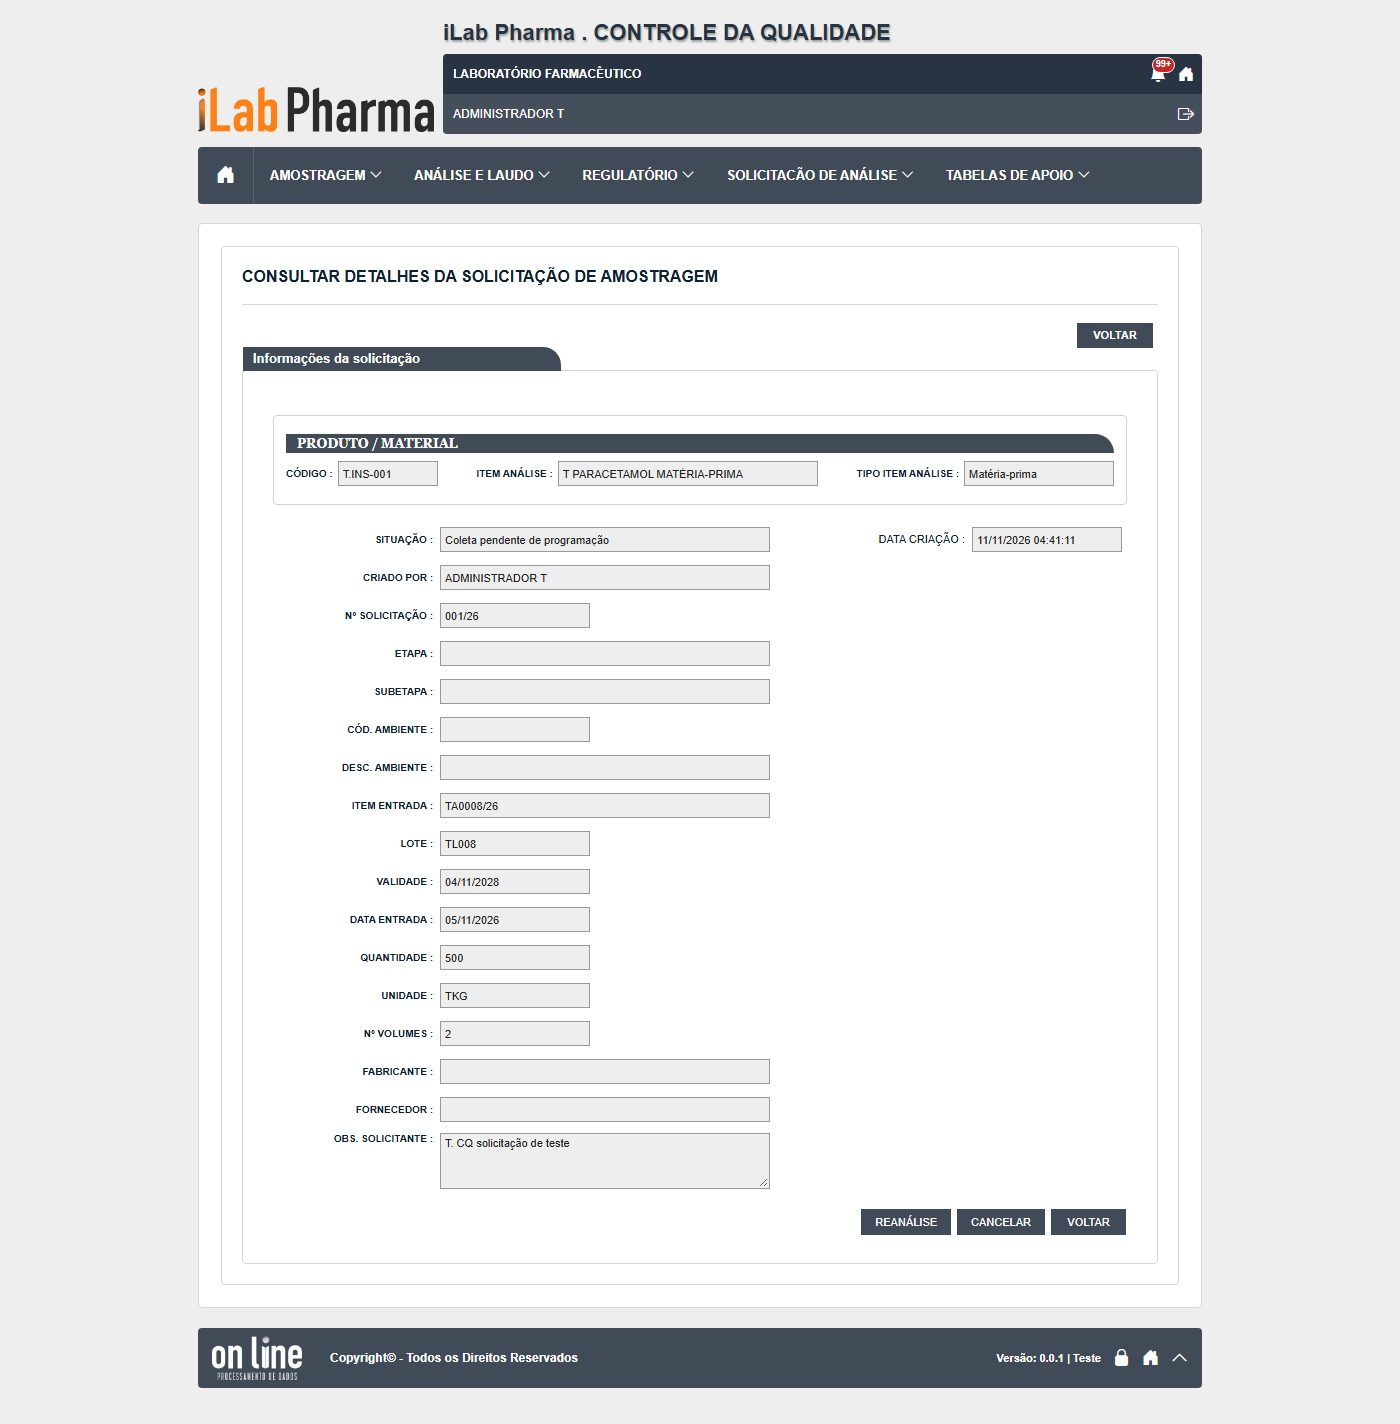 iLab Pharma . CONTROLE DA QUALIDADE
LABORATÓRIO FARMACÊUTICO
99+
iLab Pharma
ADMINISTRADOR T
AMOSTRAGEM
ANÁLISE E LAUDO
REGULATÓRIO
SOLICITACÃO DE ANÁLISE
TABELAS DE APOIO
CONSULTAR DETALHES DA SOLICITAÇÃO DE AMOSTRAGEM
VOLTAR
Informações da solicitação
PRODUTO / MATERIAL
CÓDIGO : T.INS-001
ITEM ANÁLISE : T PARACETAMOL MATÉRIA-PRIMA
TIPO ITEM ANÁLISE : Matéria-prima
SITUAÇÃO : Coleta pendente de programação
DATA CRIAÇÃO : 11/11/2026 04:41:11
CRIADO POR : ADMINISTRADOR T
Nº SOLICITAÇÃO : 001/26
ETAPA :
SUBETAPA :
CÓD. AMBIENTE :
DESC. AMBIENTE :
ITEM ENTRADA : TA0008/26
LOTE : TL008
VALIDADE : 04/11/2028
DATA ENTRADA : 05/11/2026
QUANTIDADE : 500
UNIDADE : TKG
Nº VOLUMES : 2
FABRICANTE :
FORNECEDOR :
OBS. SOLICITANTE : T. CQ solicitação de teste
REANÁLISE
CANCELAR
VOLTAR
on line
PROCESSAMENTO DE DADOS
Copyright© - Todos os Direitos Reservados
Versão: 0.0.1 | Teste